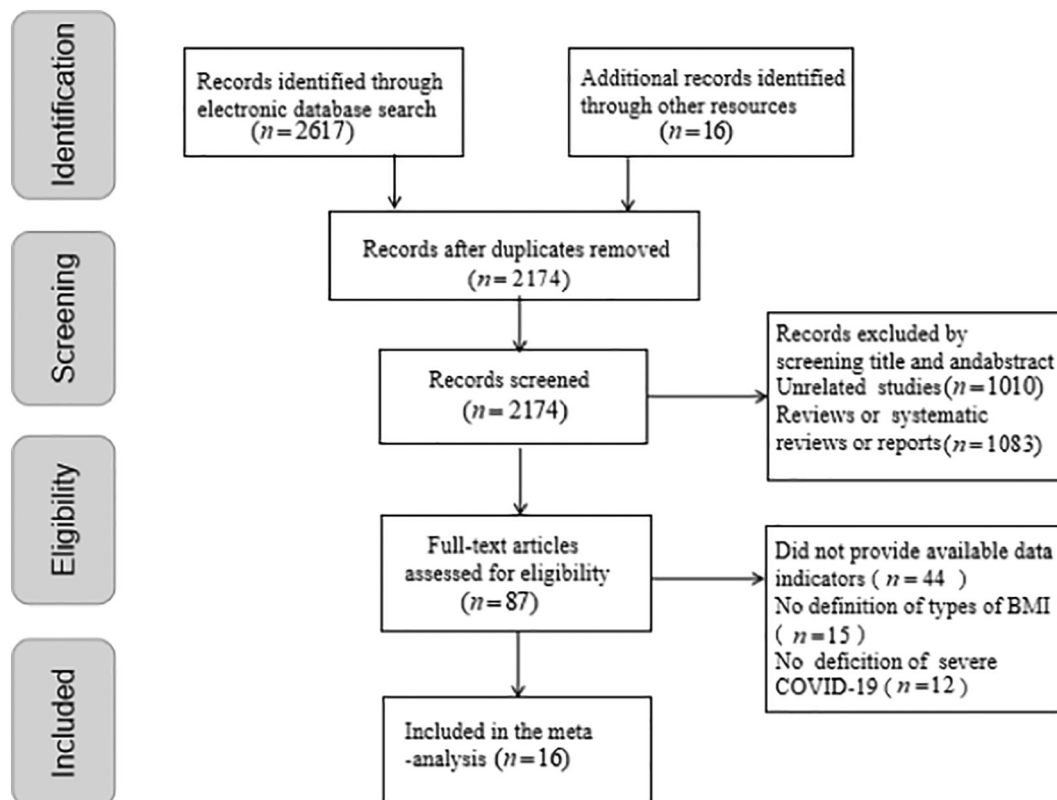 Identification
Records identified through
electronic database search
(n=2617)
Additional records identified
through other resources
(n=16)
Records after duplicates removed
(n= 2174)
Screening
Records screened
(n=2174)
Records excluded by
screening title and andabstract
Unrelated studies(n=1010)
Reviews or systematic
reviews or reports(n=1083)
Eligibility
Full-text articles
assessed for eligibility
(n=87)
Did not provide available data
indicators ( n= 44 )
No definition of types of BMI
( n=15 )
No deficition of severe
COVID-19 ( n=12 )
Included
Included in the meta
-analysis (n=16)